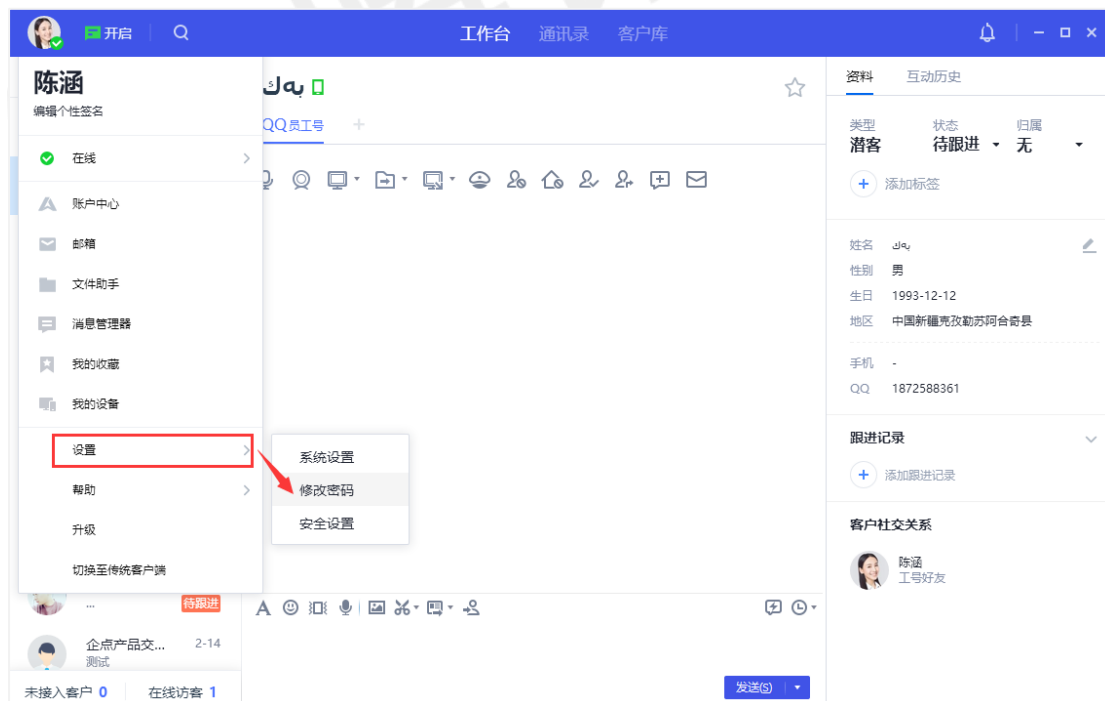 开启
工作台 通讯录 客户库
陈涵
编辑个性签名
在线
账户中心
邮箱
文件助手
消息管理器
我的收藏
我的设备
设置
帮助
升级
切换至传统客户端
系统设置
修改密码
安全设置
بەك
QQ员工号
... 待跟进
企点产品交... 2-14
测试
未接入客户 0 在线访客 1
发送(S)
资料 互动历史
类型 状态 归属
潜客 待跟进 无
添加标签
姓名 بەك
性别 男
生日 1993-12-12
地区 中国新疆克孜勒苏阿合奇县
手机 -
QQ 1872588361
跟进记录
添加跟进记录
客户社交关系
陈涵
工号好友